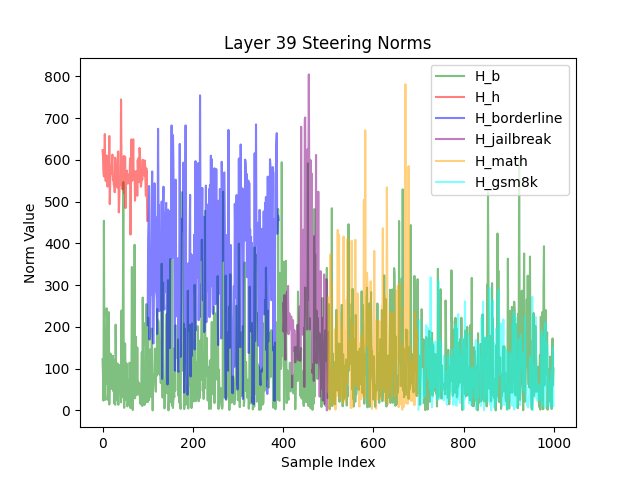 Layer 39 Steering Norms
Norm Value
800
700
600
500
400
300
200
100
0
0
200
400
600
800
1000
Sample Index
H_b
H_h
H_borderline
H_jailbreak
H_math
H_gsm8k